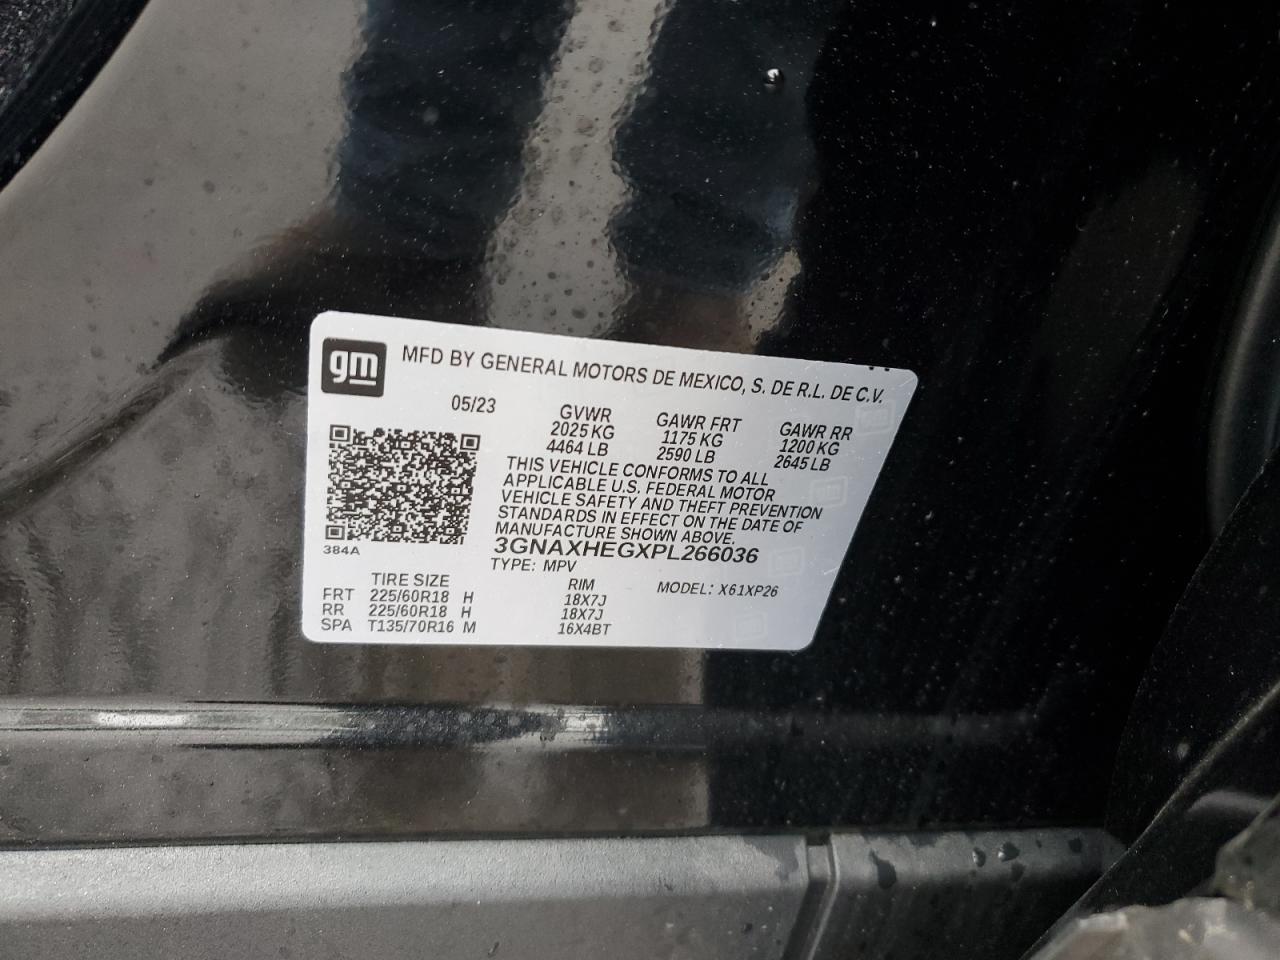 gm
MFD BY GENERAL MOTORS DE MEXICO, S. DE R.L. DE C.V.
05/23 GVWR GAWR FRT GAWR RR
2025 KG 1175 KG 1200 KG
4464 LB 2590 LB 2645 LB
THIS VEHICLE CONFORMS TO ALL
APPLICABLE U.S. FEDERAL MOTOR
VEHICLE SAFETY AND THEFT PREVENTION
STANDARDS IN EFFECT ON THE DATE OF
MANUFACTURE SHOWN ABOVE.
3GNAXHEGXPL266036
384A
TYPE: MPV
TIRE SIZE RIM MODEL: X61XP26
FRT 225/60R18 H 18X7J
RR 225/60R18 H 18X7J
SPA T135/70R16 M 16X4BT